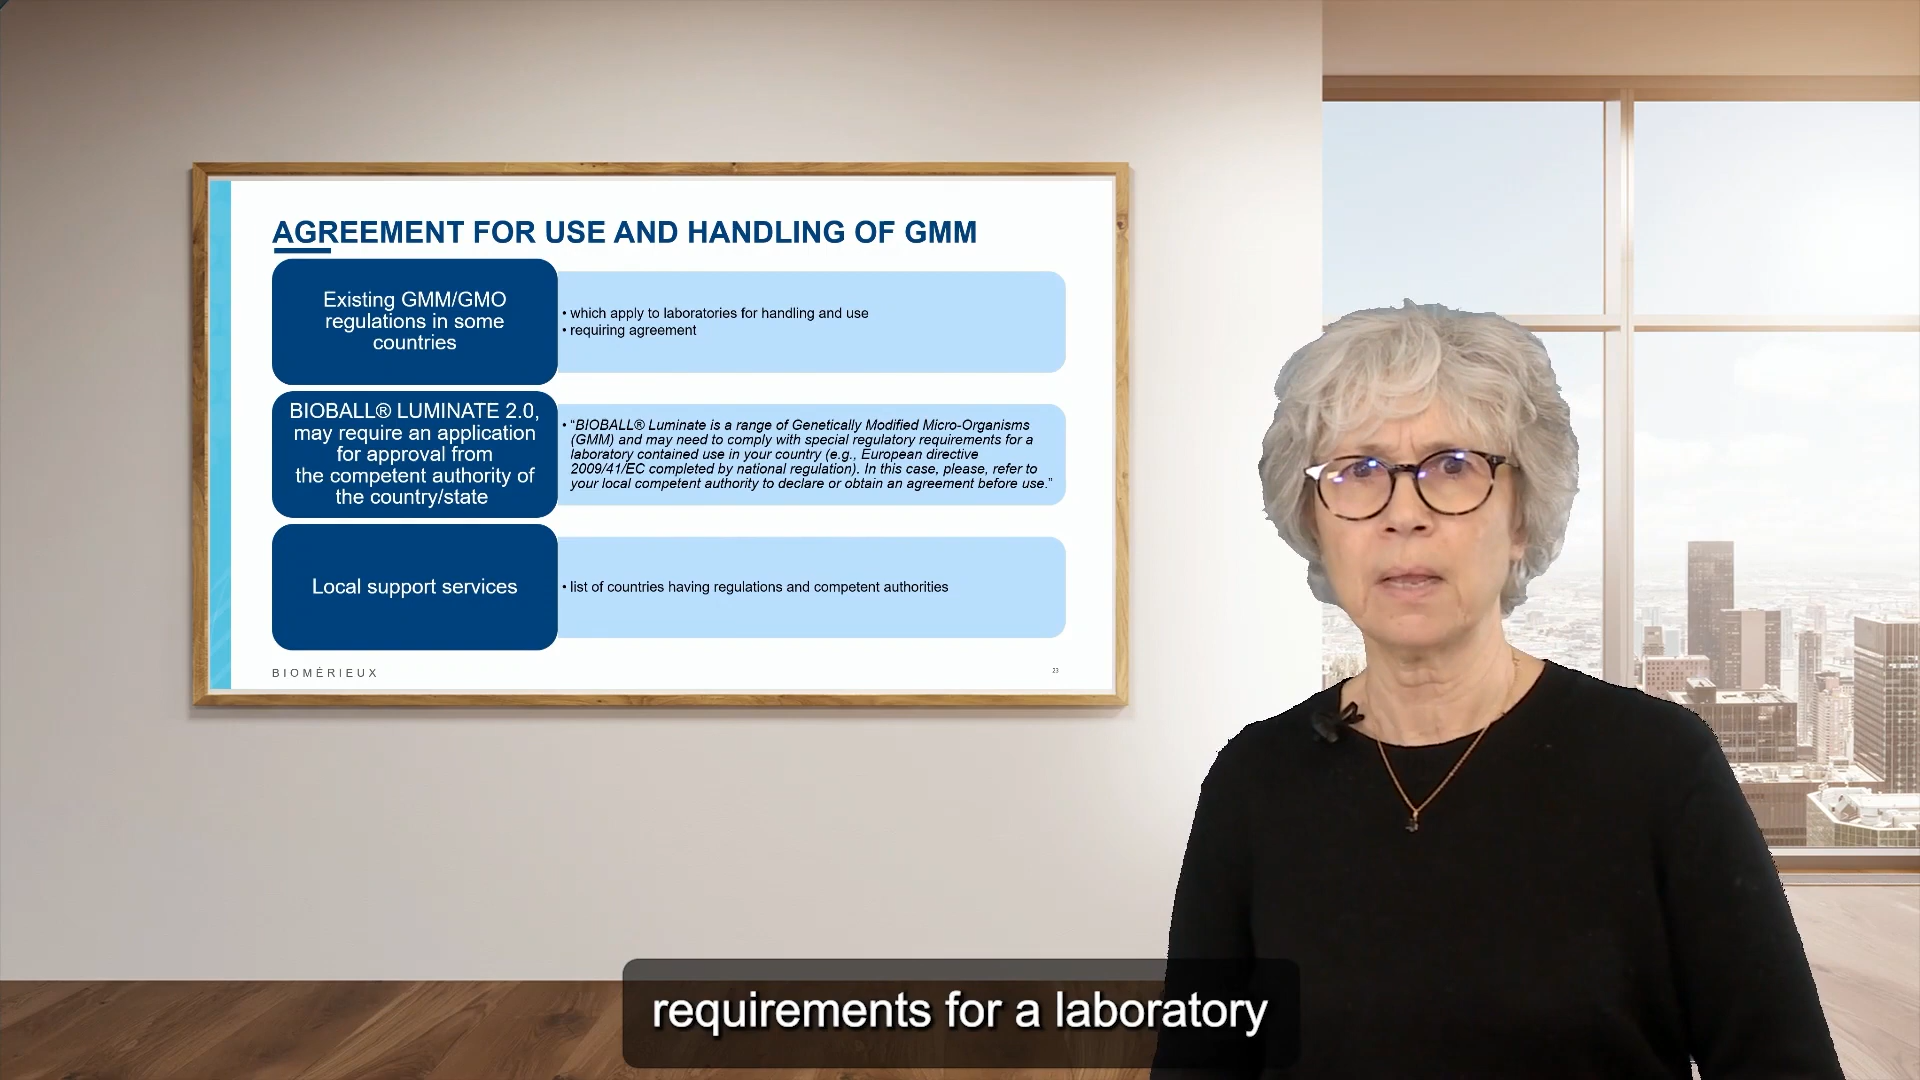 AGREEMENT FOR USE AND HANDLING OF GMM
Existing GMM/GMO
regulations in some
countries
• which apply to laboratories for handling and use
• requiring agreement
BIOBALL® LUMINATE 2.0,
may require an application
for approval from
the competent authority of
the country/state
• "BIOBALL® Luminate is a range of Genetically Modified Micro-Organisms
(GMM) and may need to comply with special regulatory requirements for a
laboratory contained use in your country (e.g., European directive
2009/41/EC completed by national regulation). In this case, please, refer to
your local competent authority to declare or obtain an agreement before use."
Local support services
• list of countries having regulations and competent authorities
BIOMÉRIEUX
23
requirements for a laboratory